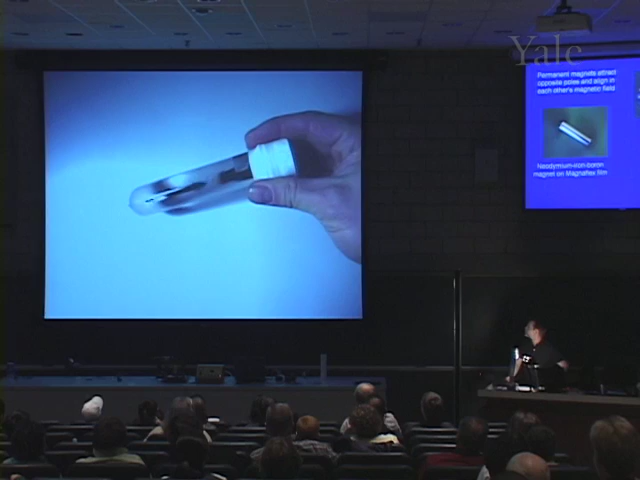 Yale
Permanent magnets attract
opposite poles and align in
each other's magnetic field
Neodymium-iron-boron
magnet on Magnaflex film